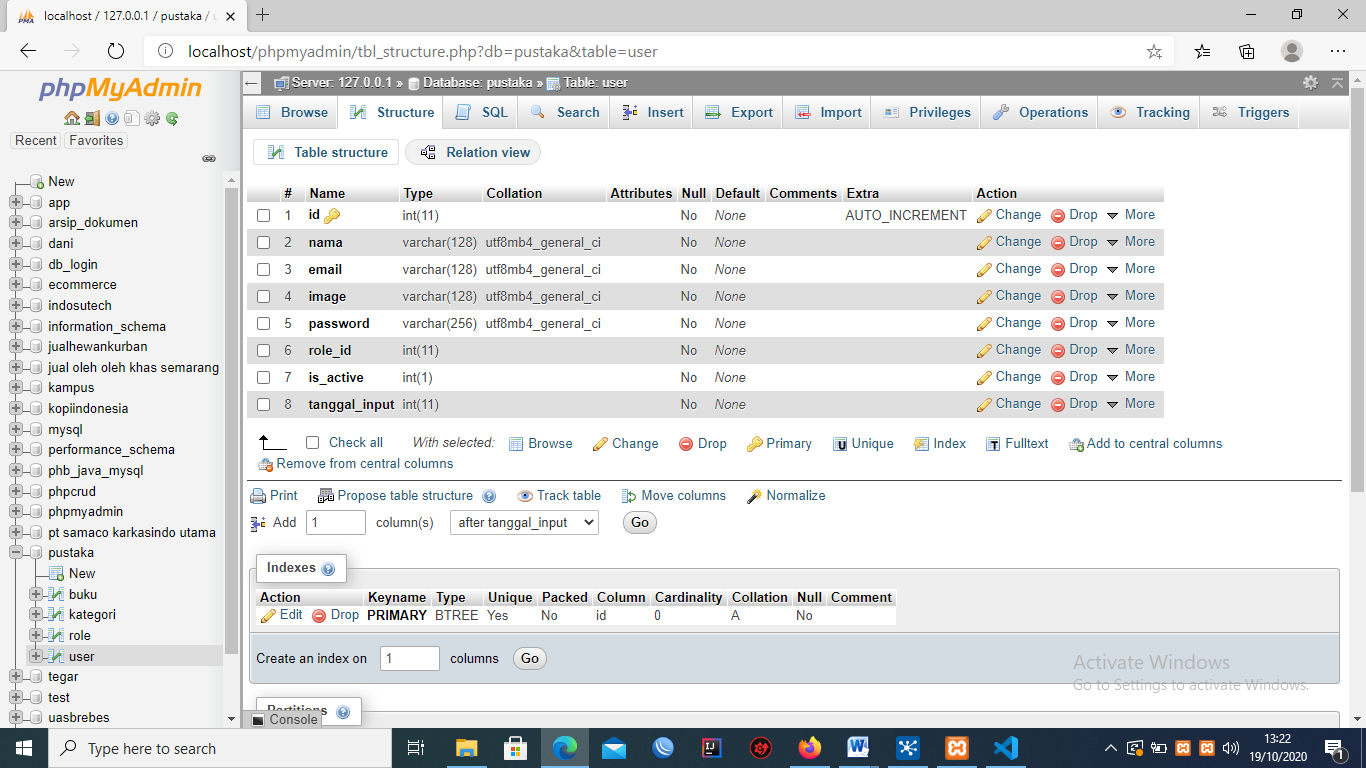 localhost / 127.0.0.1 / pustaka / u
localhost/phpmyadmin/tbl_structure.php?db=pustaka&table=user
phpMyAdmin
Recent Favorites
New
app
arsip_dokumen
dani
db_login
ecommerce
indosutech
information_schema
jualhewankurban
jual oleh oleh khas semarang
kampus
kopiindonesia
mysql
performance_schema
phb_java_mysql
phpcrud
phpmyadmin
pt samaco karkasindo utama
pustaka
New
buku
kategori
role
user
tegar
test
uasbrebes
Server: 127.0.0.1 » Database: pustaka » Table: user
Browse Structure SQL Search Insert Export Import Privileges Operations Tracking Triggers
Table structure Relation view
# Name Type Collation Attributes Null Default Comments Extra Action
1 id int(11) No None AUTO_INCREMENT Change Drop More
2 nama varchar(128) utf8mb4_general_ci No None Change Drop More
3 email varchar(128) utf8mb4_general_ci No None Change Drop More
4 image varchar(128) utf8mb4_general_ci No None Change Drop More
5 password varchar(256) utf8mb4_general_ci No None Change Drop More
6 role_id int(11) No None Change Drop More
7 is_active int(1) No None Change Drop More
8 tanggal_input int(11) No None Change Drop More
Check all With selected: Browse Change Drop Primary Unique Index Fulltext Add to central columns
Remove from central columns
Print Propose table structure Track table Move columns Normalize
Add 1 column(s) after tanggal_input Go
Indexes
Action Keyname Type Unique Packed Column Cardinality Collation Null Comment
Edit Drop PRIMARY BTREE Yes No id 0 A No
Create an index on 1 columns Go
Partitions
Console
Activate Windows
Go to Settings to activate Windows.
Type here to search
13:22
19/10/2020
1